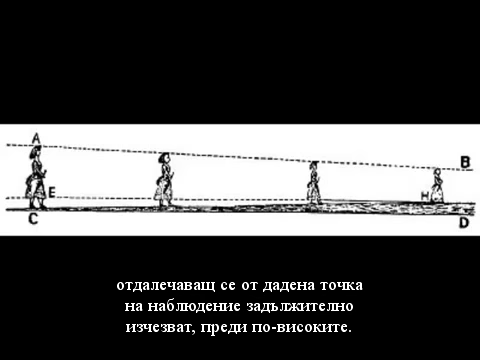 A
B
E
H
C
D
отдалечаващ се от дадена точка
на наблюдение задължително
изчезват, преди по-високите.